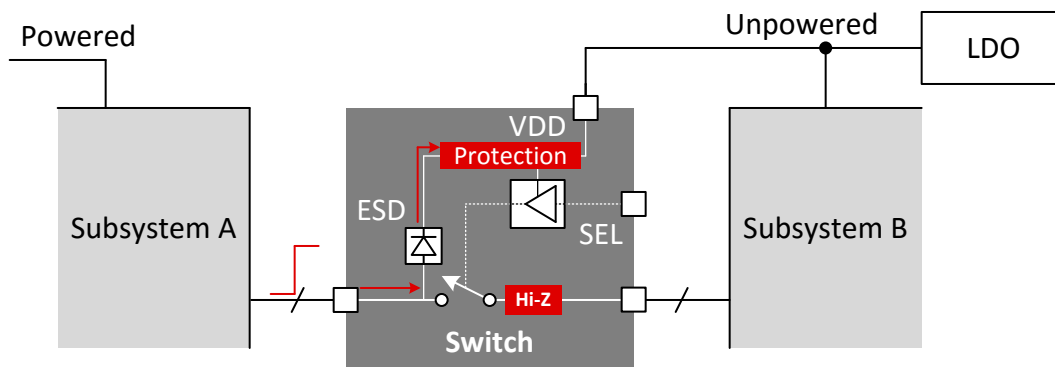 Powered
Unpowered
LDO
VDD
Protection
ESD
SEL
Subsystem A
Subsystem B
Hi-Z
Switch